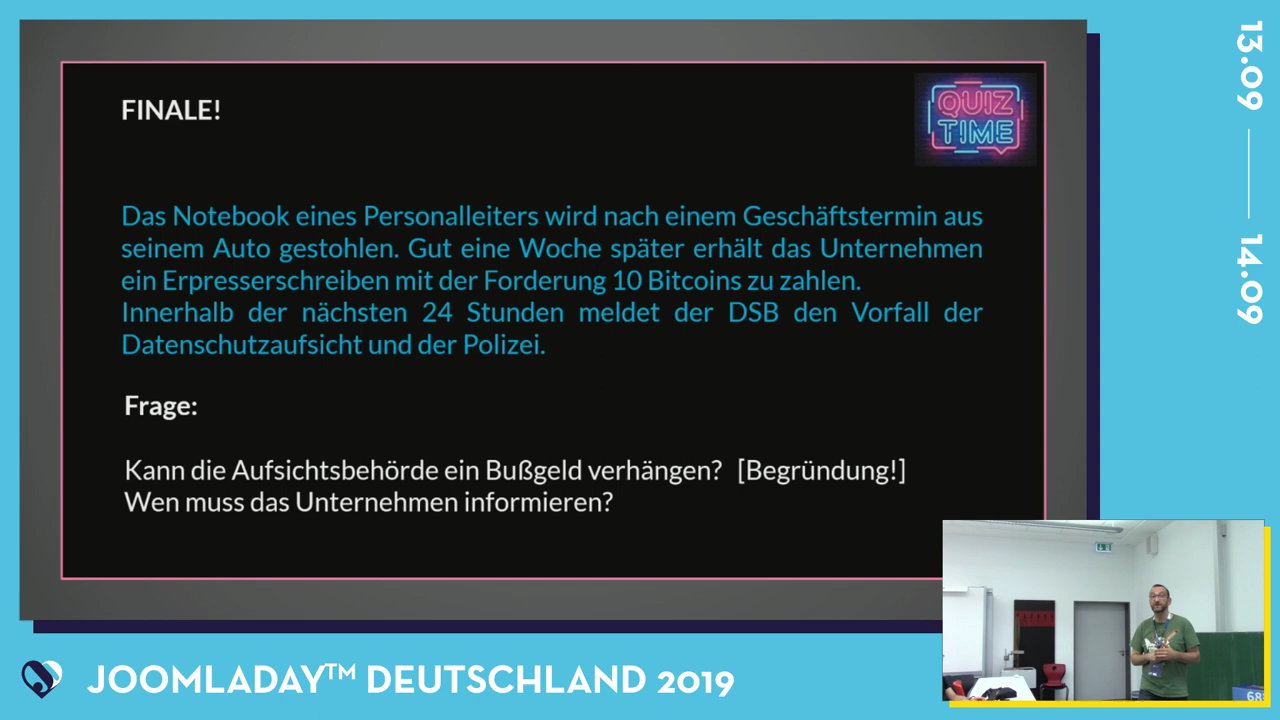 FINALE!
QUIZ
TIME
Das Notebook eines Personalleiters wird nach einem Geschäftstermin aus
seinem Auto gestohlen. Gut eine Woche später erhält das Unternehmen
ein Erpresserschreiben mit der Forderung 10 Bitcoins zu zahlen.
Innerhalb der nächsten 24 Stunden meldet der DSB den Vorfall der
Datenschutzaufsicht und der Polizei.
Frage:
Kann die Aufsichtsbehörde ein Bußgeld verhängen? [Begründung!]
Wen muss das Unternehmen informieren?
13.09
14.09
JOOMLADAY™ DEUTSCHLAND 2019